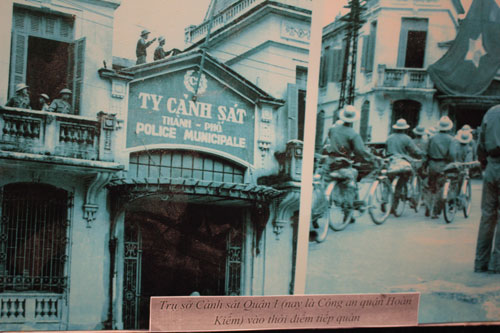 TY CẢNH SÁT
THÀNH - PHỐ
POLICE MUNICIPALE
Trụ sở Cảnh sát Quận I (nay là Công an quận Hoàn
Kiếm) vào thời điểm tiếp quản